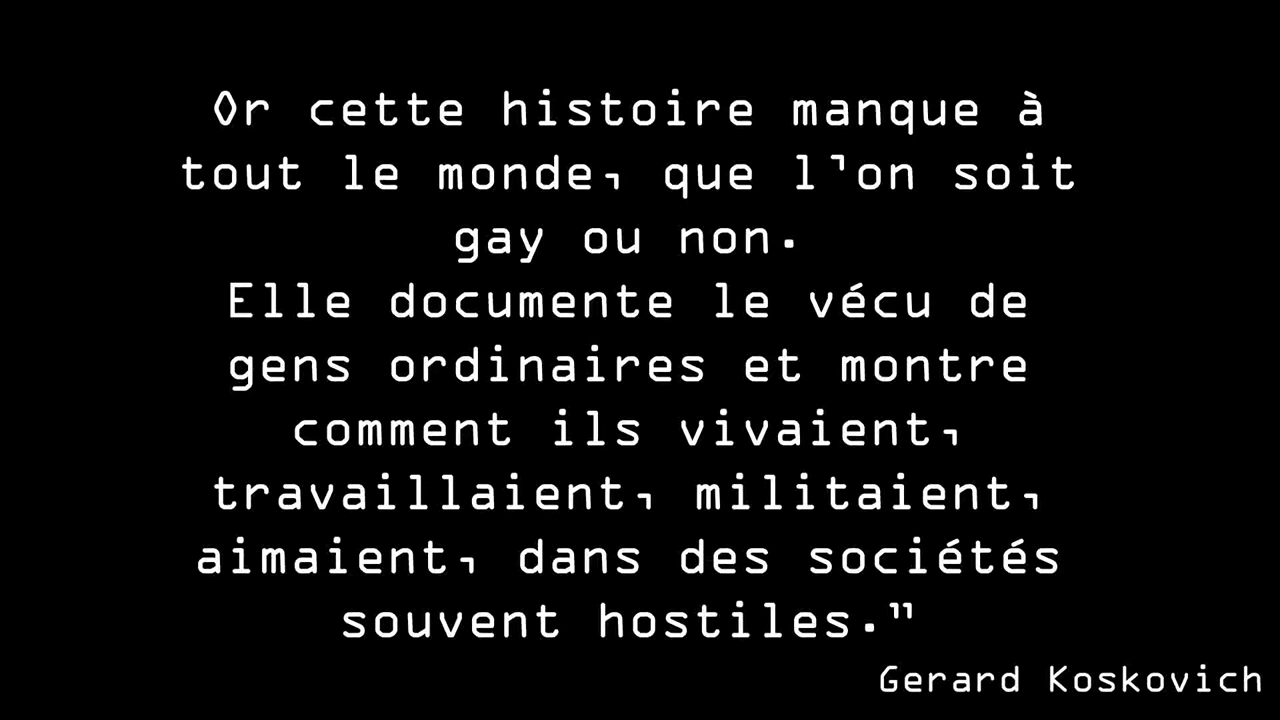 Or cette histoire manque à
tout le monde, que l'on soit
gay ou non.
Elle documente le vécu de
gens ordinaires et montre
comment ils vivaient,
travaillaient, militaient,
aimaient, dans des sociétés
souvent hostiles.”
Gerard Koskovich